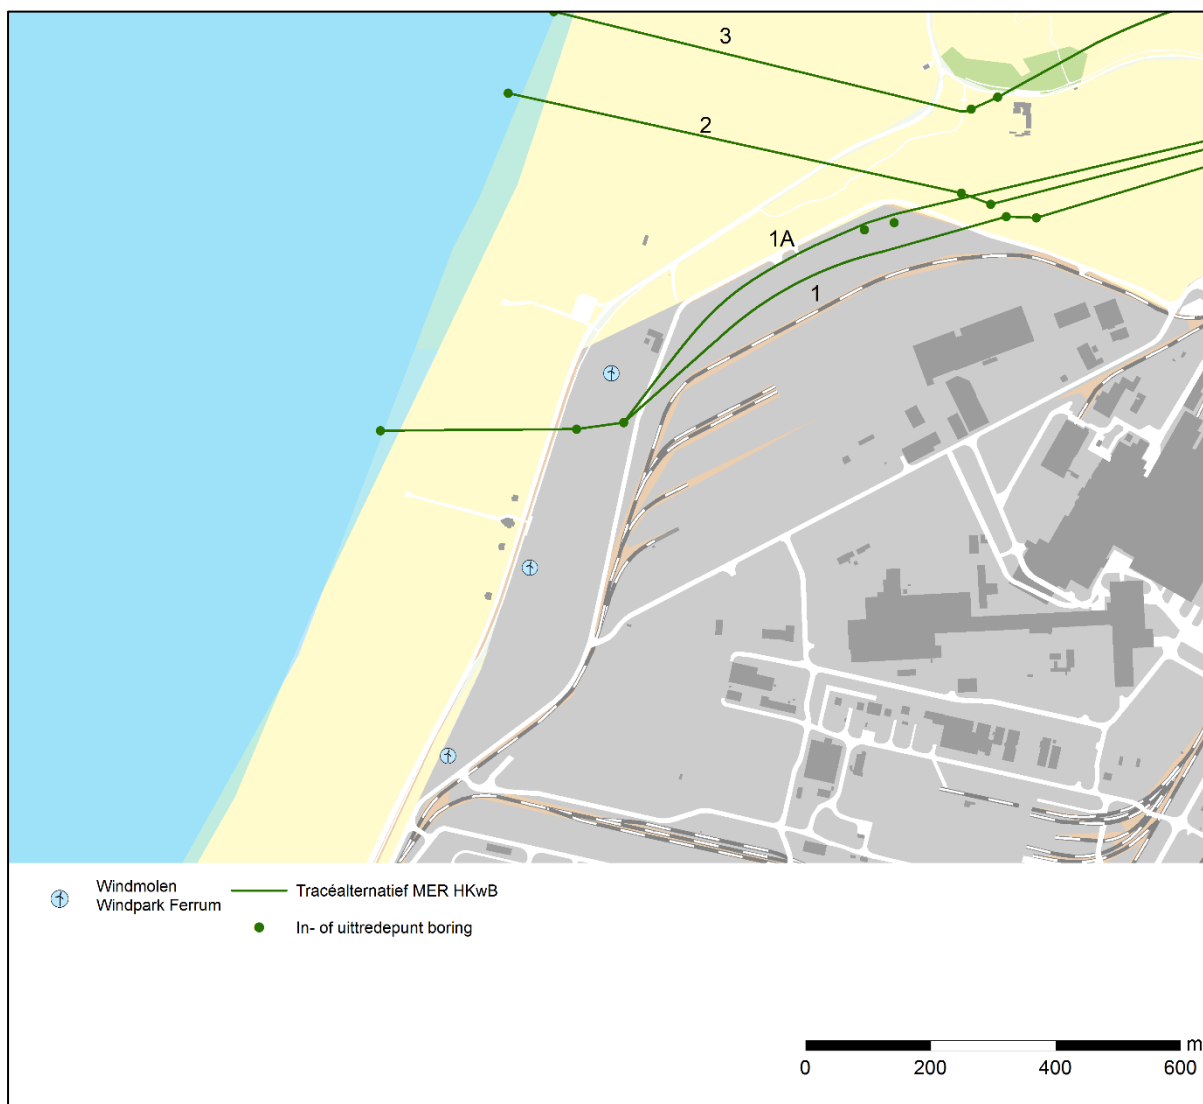 3
2
1A
1
Windmolen
Windpark Ferrum
Tracéalternatief MER HKwB
In- of uittredepunt boring
m
0 200 400 600